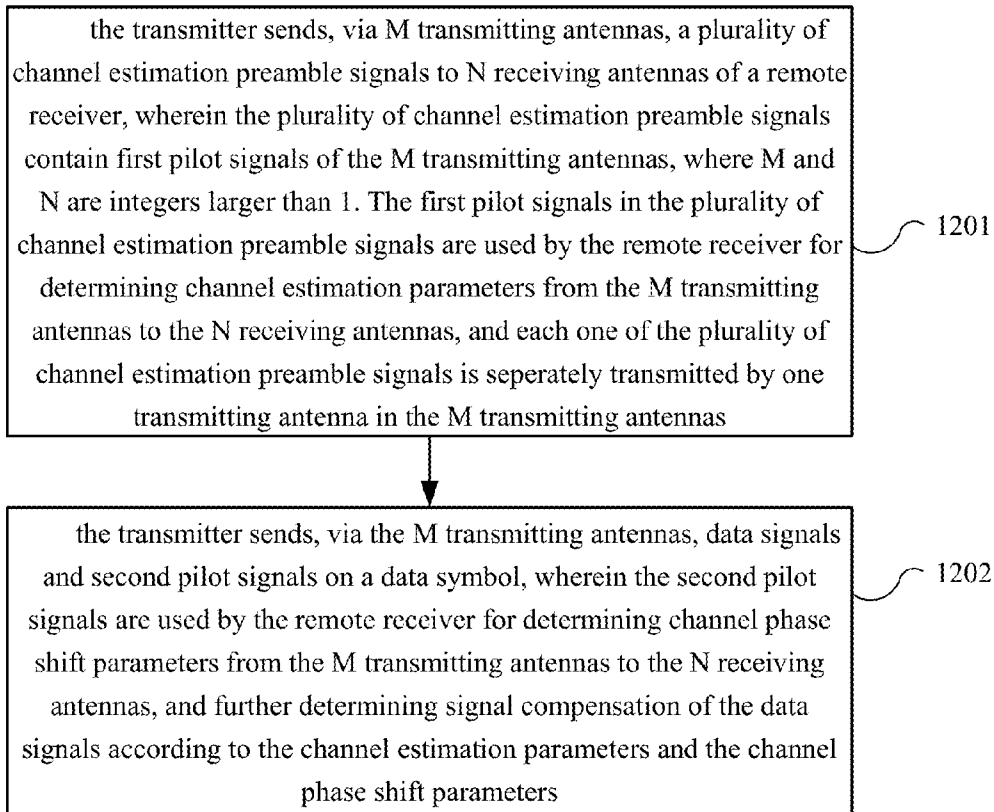 the transmitter sends, via M transmitting antennas, a plurality of
channel estimation preamble signals to N receiving antennas of a remote
receiver, wherein the plurality of channel estimation preamble signals
contain first pilot signals of the M transmitting antennas, where M and
N are integers larger than 1. The first pilot signals in the plurality of
channel estimation preamble signals are used by the remote receiver for
determining channel estimation parameters from the M transmitting
antennas to the N receiving antennas, and each one of the plurality of
channel estimation preamble signals is seperately transmitted by one
transmitting antenna in the M transmitting antennas
1201
the transmitter sends, via the M transmitting antennas, data signals
and second pilot signals on a data symbol, wherein the second pilot
signals are used by the remote receiver for determining channel phase
shift parameters from the M transmitting antennas to the N receiving
antennas, and further determining signal compensation of the data
signals according to the channel estimation parameters and the channel
phase shift parameters
1202